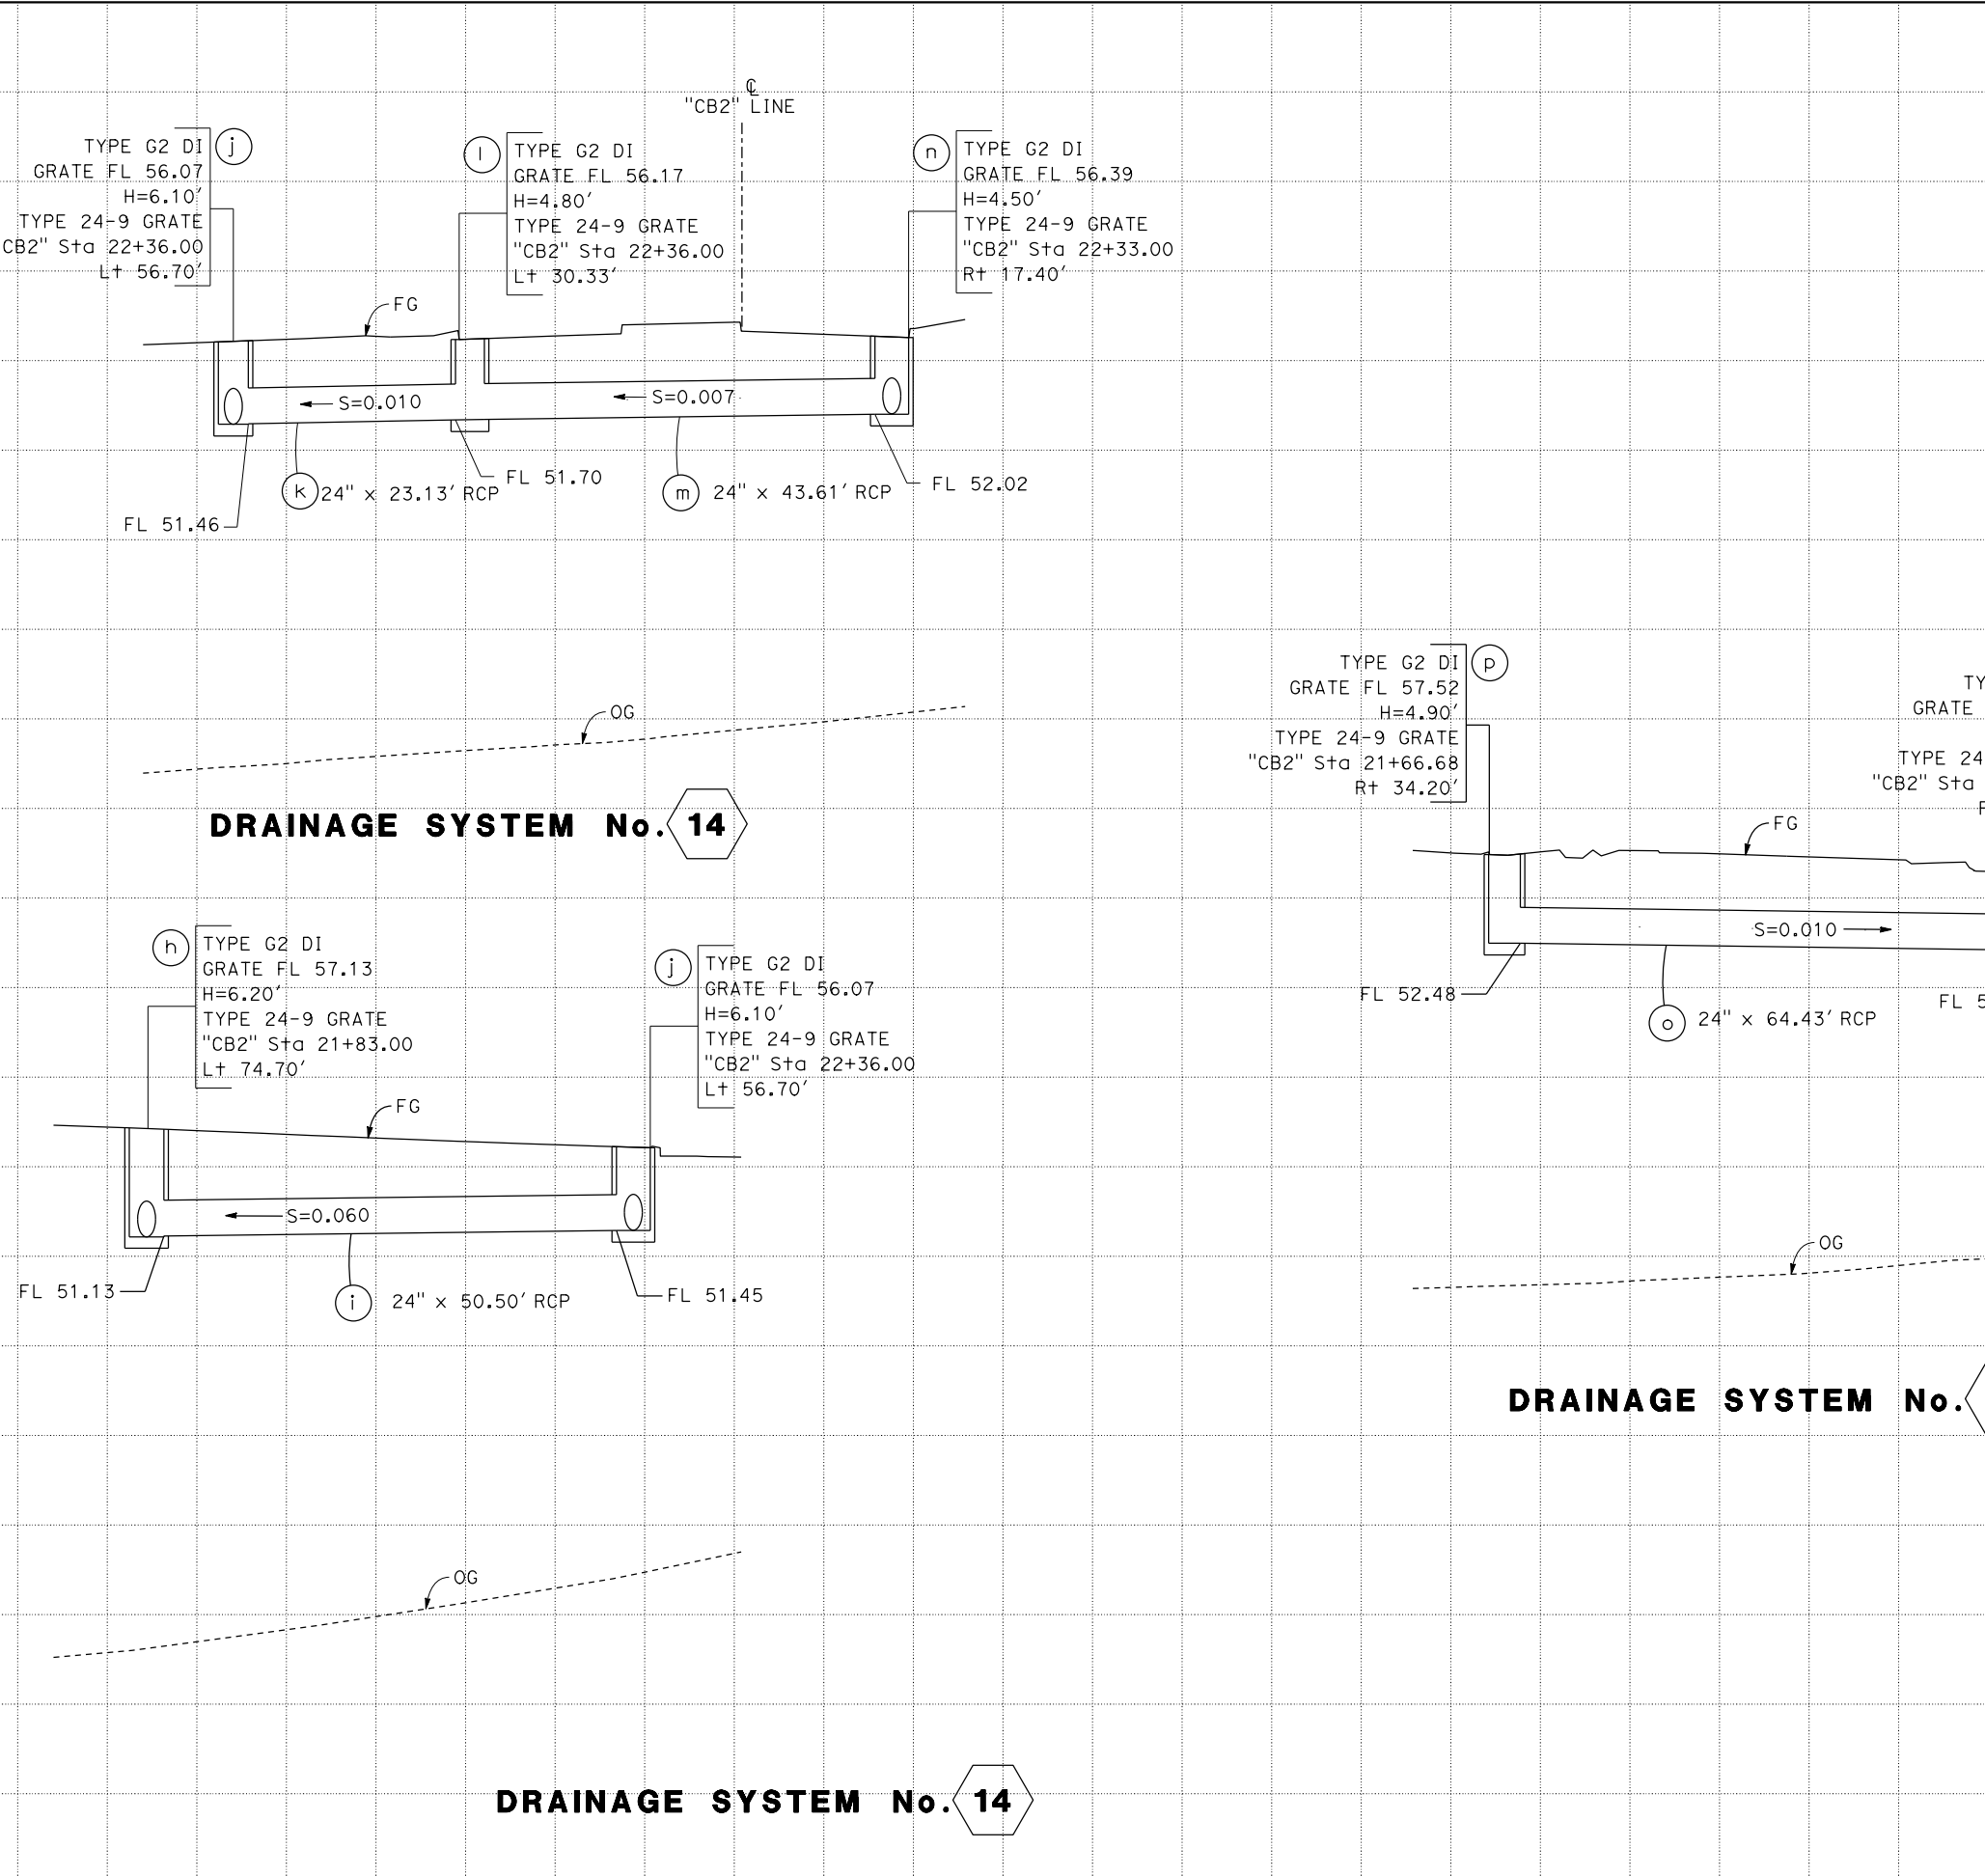 ℄
"CB2" LINE
TYPE G2 DI
GRATE FL 56.07
H=6.10'
TYPE 24-9 GRATE
CB2" Sta 22+36.00
Lt 56.70'
j
l
TYPE G2 DI
GRATE FL 56.17
H=4.80'
TYPE 24-9 GRATE
"CB2" Sta 22+36.00
Lt 30.33'
n
TYPE G2 DI
GRATE FL 56.39
H=4.50'
TYPE 24-9 GRATE
"CB2" Sta 22+33.00
Rt 17.40'
FG
S=0.010
S=0.007
FL 51.70
k 24" x 23.13' RCP
m 24" x 43.61' RCP
FL 52.02
FL 51.46
OG
DRAINAGE SYSTEM No. 14
TYPE G2 DI
GRATE FL 57.52
H=4.90'
TYPE 24-9 GRATE
"CB2" Sta 21+66.68
Rt 34.20'
p
TY
GRATE
TYPE 24
"CB2" Sta
FG
S=0.010
FL 52.48
FL 5
o 24" x 64.43' RCP
OG
DRAINAGE SYSTEM No.
h
TYPE G2 DI
GRATE FL 57.13
H=6.20'
TYPE 24-9 GRATE
"CB2" Sta 21+83.00
Lt 74.70'
j
TYPE G2 DI
GRATE FL 56.07
H=6.10'
TYPE 24-9 GRATE
"CB2" Sta 22+36.00
Lt 56.70'
FG
S=0.060
FL 51.13
i 24" x 50.50' RCP
FL 51.45
OG
DRAINAGE SYSTEM No. 14